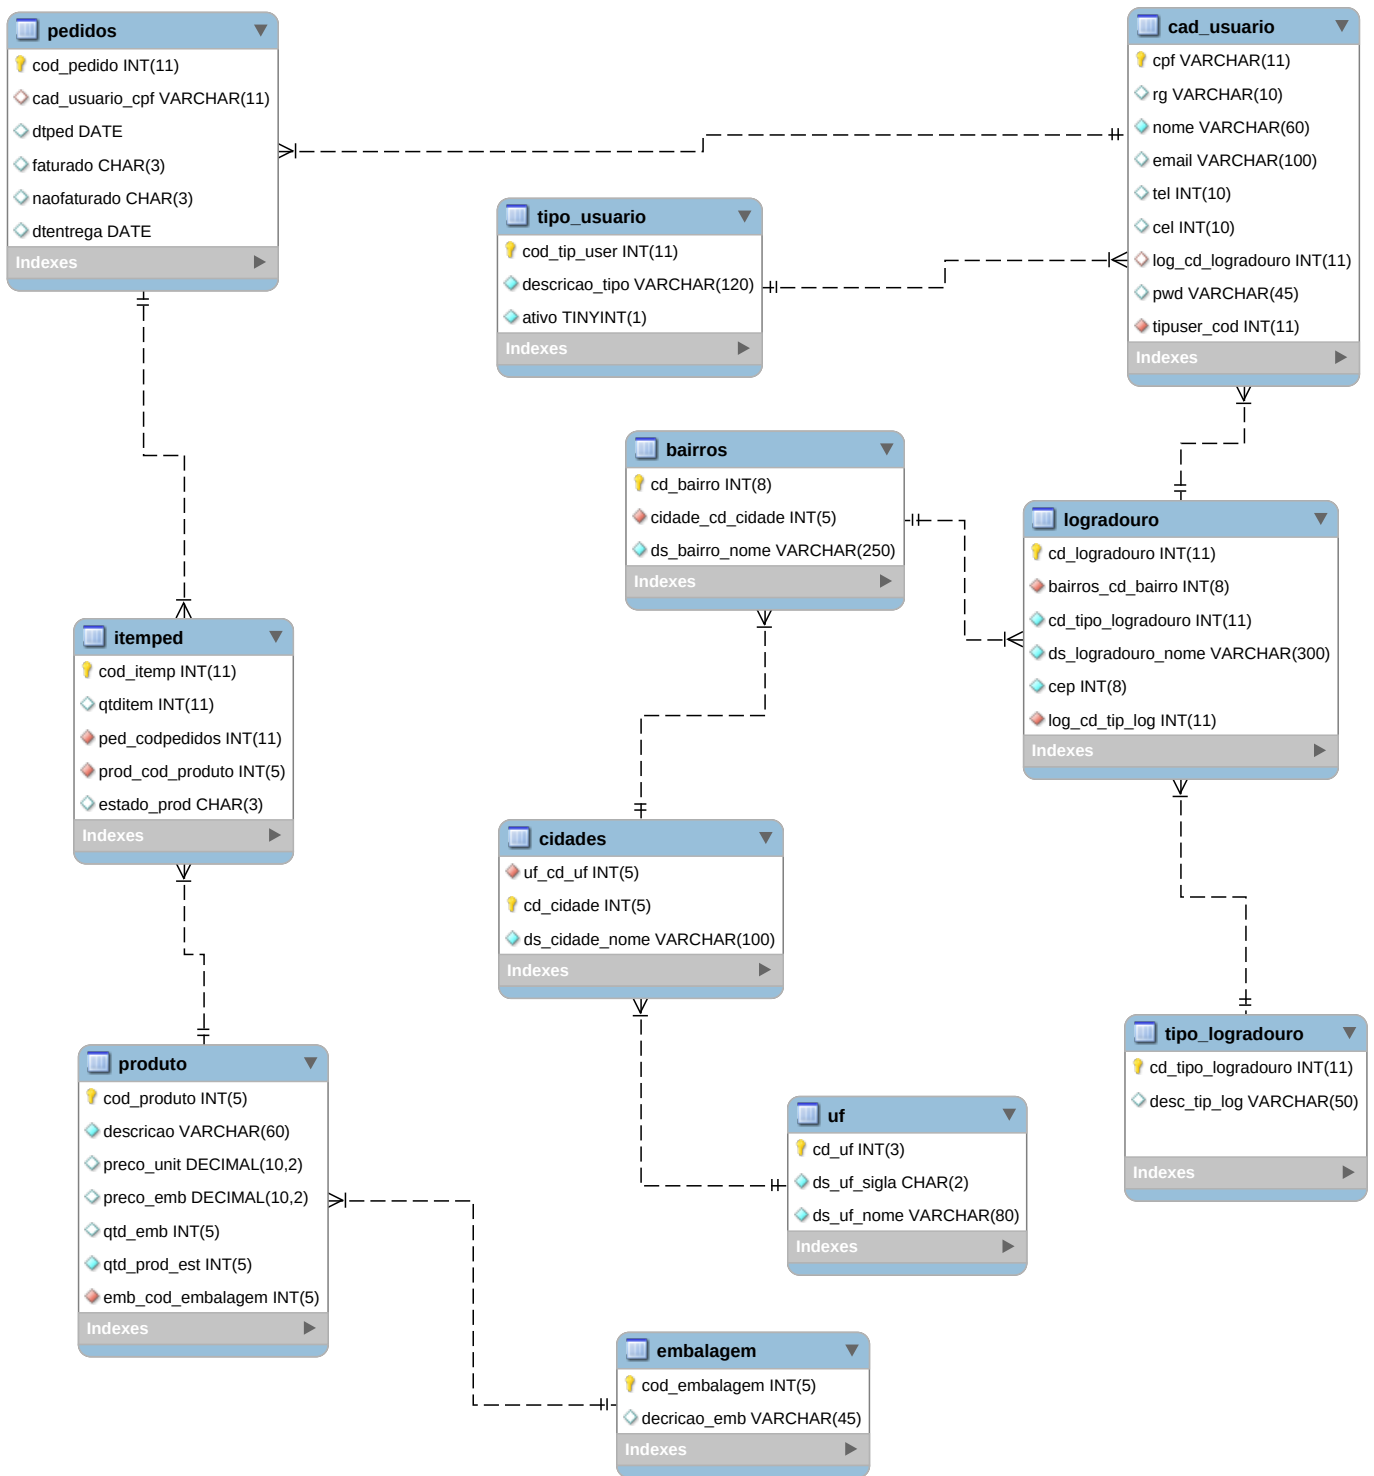 pedidos
cod_pedido INT(11)
cad_usuario_cpf VARCHAR(11)
dtped DATE
faturado CHAR(3)
naofaturado CHAR(3)
dtentrega DATE
Indexes
cad_usuario
cpf VARCHAR(11)
rg VARCHAR(10)
nome VARCHAR(60)
email VARCHAR(100)
tel INT(10)
cel INT(10)
log_cd_logradouro INT(11)
pwd VARCHAR(45)
tipuser_cod INT(11)
Indexes
tipo_usuario
cod_tip_user INT(11)
descricao_tipo VARCHAR(120)
ativo TINYINT(1)
Indexes
bairros
cd_bairro INT(8)
cidade_cd_cidade INT(5)
ds_bairro_nome VARCHAR(250)
Indexes
logradouro
cd_logradouro INT(11)
bairros_cd_bairro INT(8)
cd_tipo_logradouro INT(11)
ds_logradouro_nome VARCHAR(300)
cep INT(8)
log_cd_tip_log INT(11)
Indexes
itemped
cod_itemp INT(11)
qtditem INT(11)
ped_codpedidos INT(11)
prod_cod_produto INT(5)
estado_prod CHAR(3)
Indexes
cidades
uf_cd_uf INT(5)
cd_cidade INT(5)
ds_cidade_nome VARCHAR(100)
Indexes
tipo_logradouro
cd_tipo_logradouro INT(11)
desc_tip_log VARCHAR(50)
Indexes
produto
cod_produto INT(5)
descricao VARCHAR(60)
preco_unit DECIMAL(10,2)
preco_emb DECIMAL(10,2)
qtd_emb INT(5)
qtd_prod_est INT(5)
emb_cod_embalagem INT(5)
Indexes
uf
cd_uf INT(3)
ds_uf_sigla CHAR(2)
ds_uf_nome VARCHAR(80)
Indexes
embalagem
cod_embalagem INT(5)
decricao_emb VARCHAR(45)
Indexes